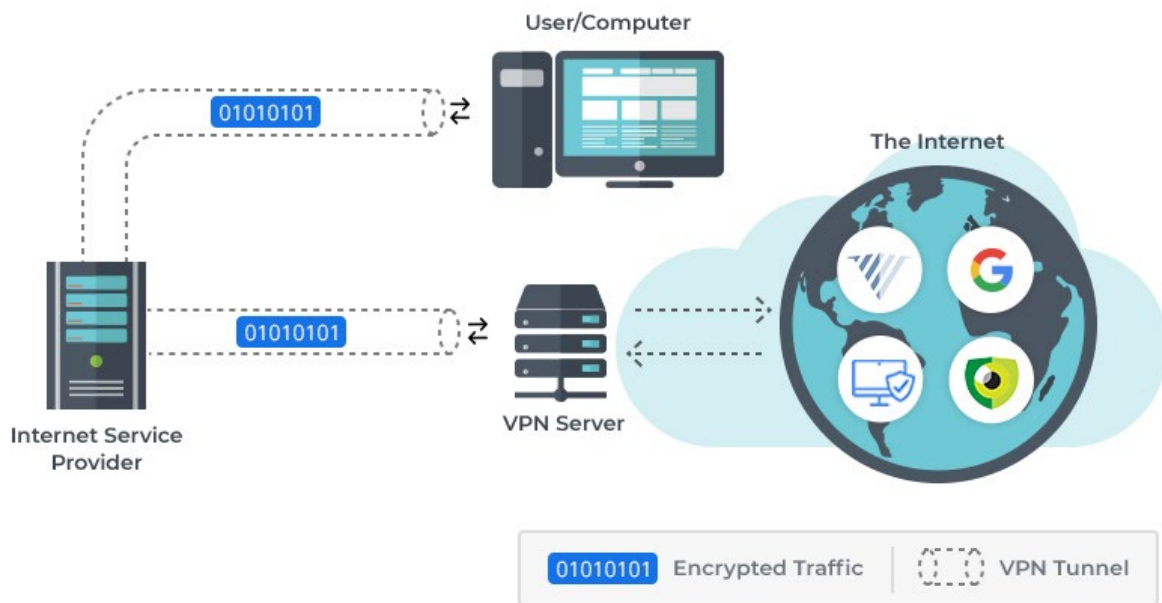 User/Computer
01010101
The Internet
G
01010101
VPN Server
Internet Service
Provider
01010101 Encrypted Traffic
VPN Tunnel